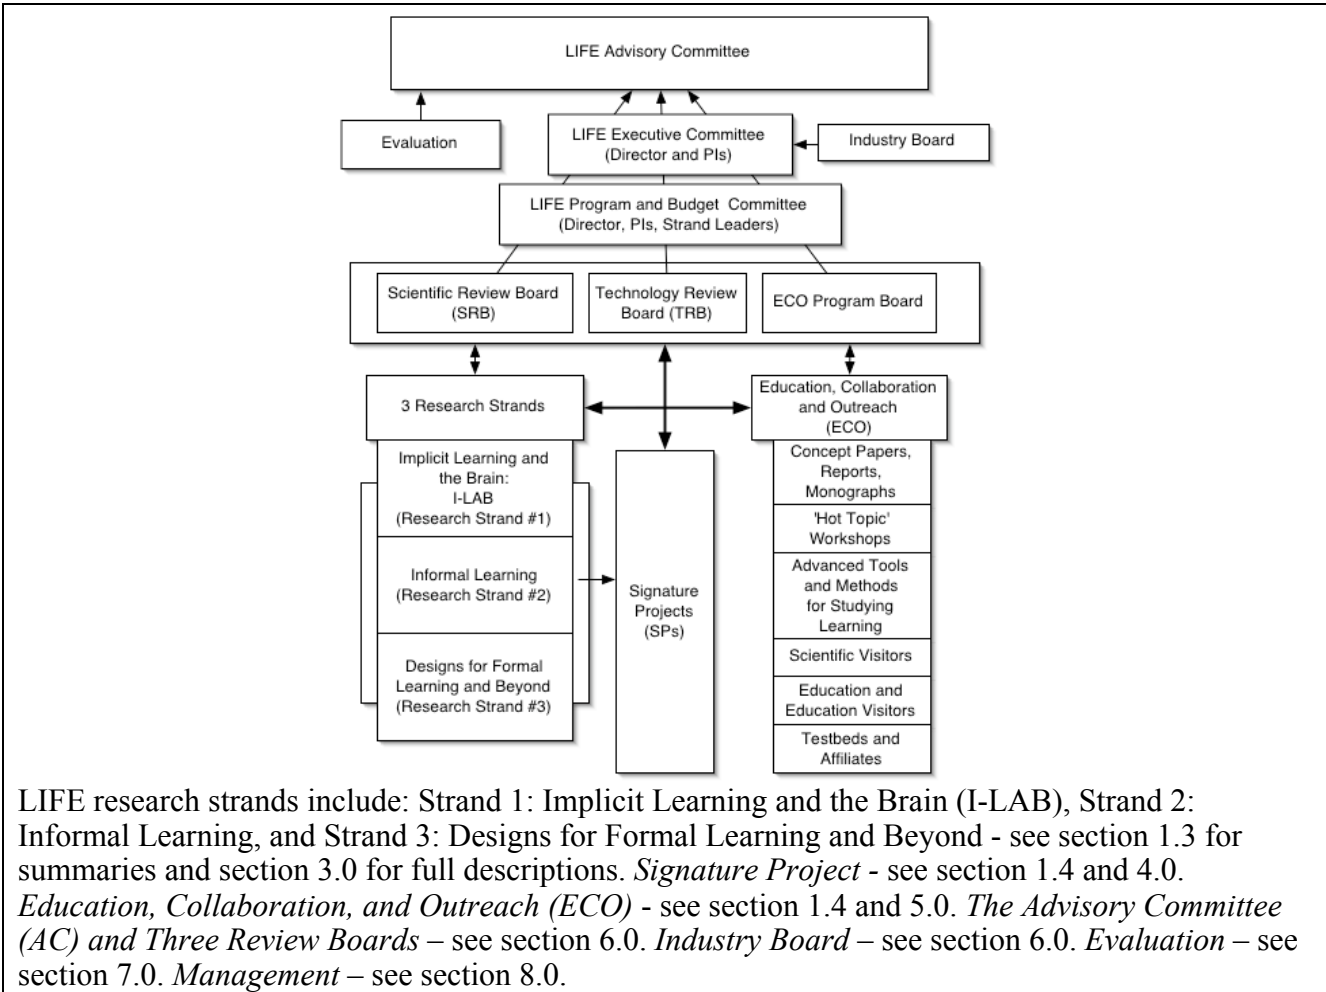 LIFE Advisory Committee
Evaluation
LIFE Executive Committee
(Director and PIs)
Industry Board
LIFE Program and Budget Committee
(Director, PIs, Strand Leaders)
Scientific Review Board
(SRB)
Technology Review
Board (TRB)
ECO Program Board
3 Research Strands
Education, Collaboration
and Outreach
(ECO)
Implicit Learning and
the Brain:
I-LAB
(Research Strand #1)
Informal Learning
(Research Strand #2)
Designs for Formal
Learning and Beyond
(Research Strand #3)
Signature
Projects
(SPs)
Concept Papers,
Reports,
Monographs
'Hot Topic'
Workshops
Advanced Tools
and Methods
for Studying
Learning
Scientific Visitors
Education and
Education Visitors
Testbeds and
Affiliates
LIFE research strands include: Strand 1: Implicit Learning and the Brain (I-LAB), Strand 2:
Informal Learning, and Strand 3: Designs for Formal Learning and Beyond - see section 1.3 for
summaries and section 3.0 for full descriptions. Signature Project - see section 1.4 and 4.0.
Education, Collaboration, and Outreach (ECO) - see section 1.4 and 5.0. The Advisory Committee
(AC) and Three Review Boards – see section 6.0. Industry Board – see section 6.0. Evaluation – see
section 7.0. Management – see section 8.0.